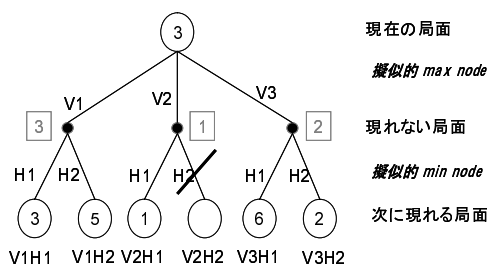 3
現在の局面
擬似的 max node
V1
V2
V3
3
1
2
現れない局面
H1
H2
H1
H2
H1
H2
擬似的 min node
3
5
1
6
2
次に現れる局面
V1H1
V1H2
V2H1
V2H2
V3H1
V3H2